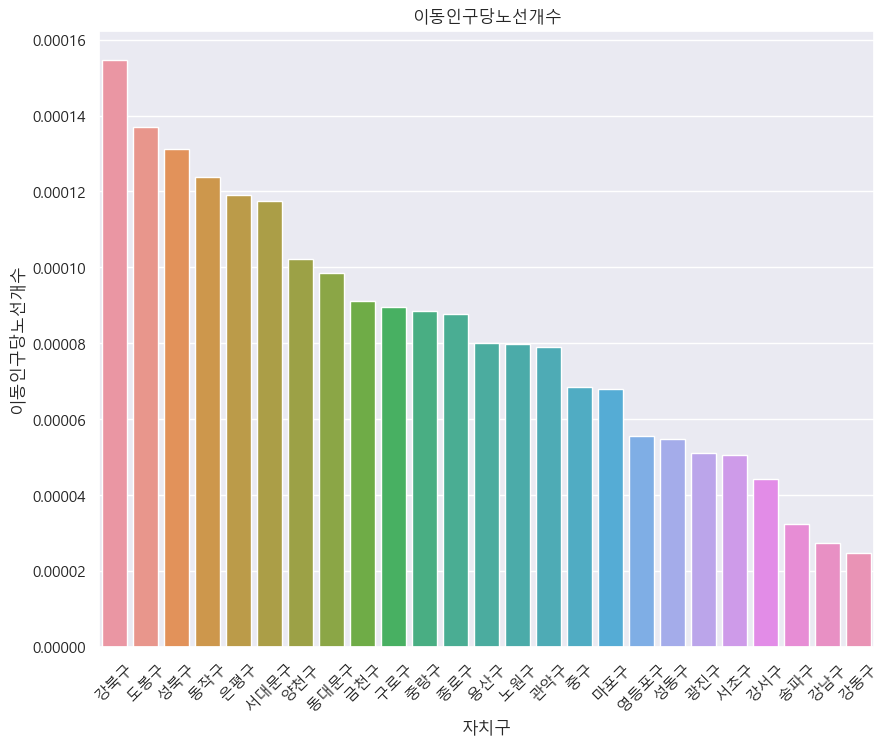 이동인구당노선개수
0.00016
0.00014
0.00012
0.00010
0.00008
0.00006
0.00004
0.00002
0.00000
이동인구당노선개수
강북구
도봉구
성북구
동작구
은평구
서대문구
양천구
동대문구
금천구
구로구
중랑구
종로구
용산구
노원구
관악구
중구
마포구
영등포구
성동구
광진구
서초구
강서구
송파구
강남구
강동구
자치구